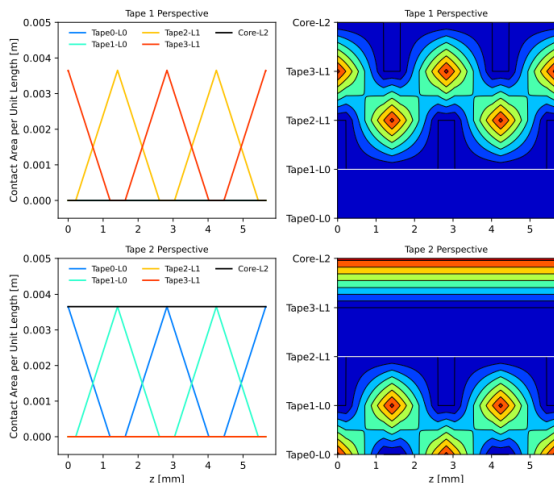 Tape 1 Perspective
Contact Area per Unit Length [m]
0.005
0.004
0.003
0.002
0.001
0.000
Tape0-L0
Tape1-L0
Tape2-L1
Tape3-L1
Core-L2
0 1 2 3 4 5
Tape 1 Perspective
Core-L2
Tape3-L1
Tape2-L1
Tape1-L0
Tape0-L0
0 1 2 3 4 5
Tape 2 Perspective
Contact Area per Unit Length [m]
0.005
0.004
0.003
0.002
0.001
0.000
Tape0-L0
Tape1-L0
Tape2-L1
Tape3-L1
Core-L2
0 1 2 3 4 5
z [mm]
Tape 2 Perspective
Core-L2
Tape3-L1
Tape2-L1
Tape1-L0
Tape0-L0
0 1 2 3 4 5
z [mm]